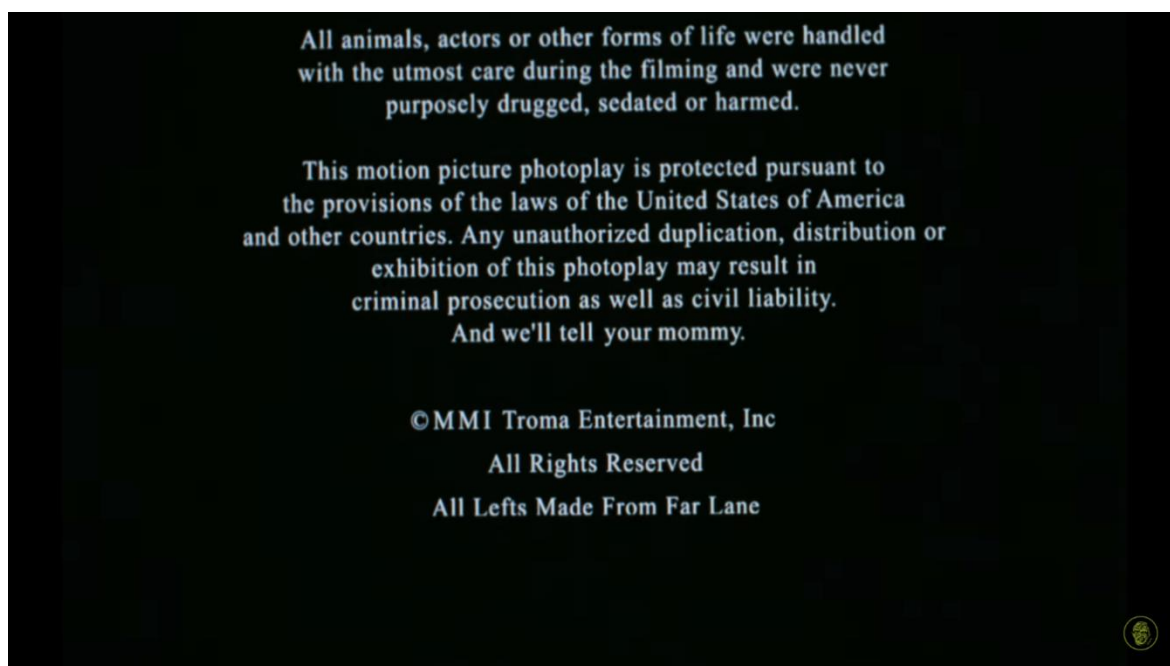 All animals, actors or other forms of life were handled
with the utmost care during the filming and were never
purposely drugged, sedated or harmed.
This motion picture photoplay is protected pursuant to
the provisions of the laws of the United States of America
and other countries. Any unauthorized duplication, distribution or
exhibition of this photoplay may result in
criminal prosecution as well as civil liability.
And we'll tell your mommy.
©MMI Troma Entertainment, Inc
All Rights Reserved
All Lefts Made From Far Lane